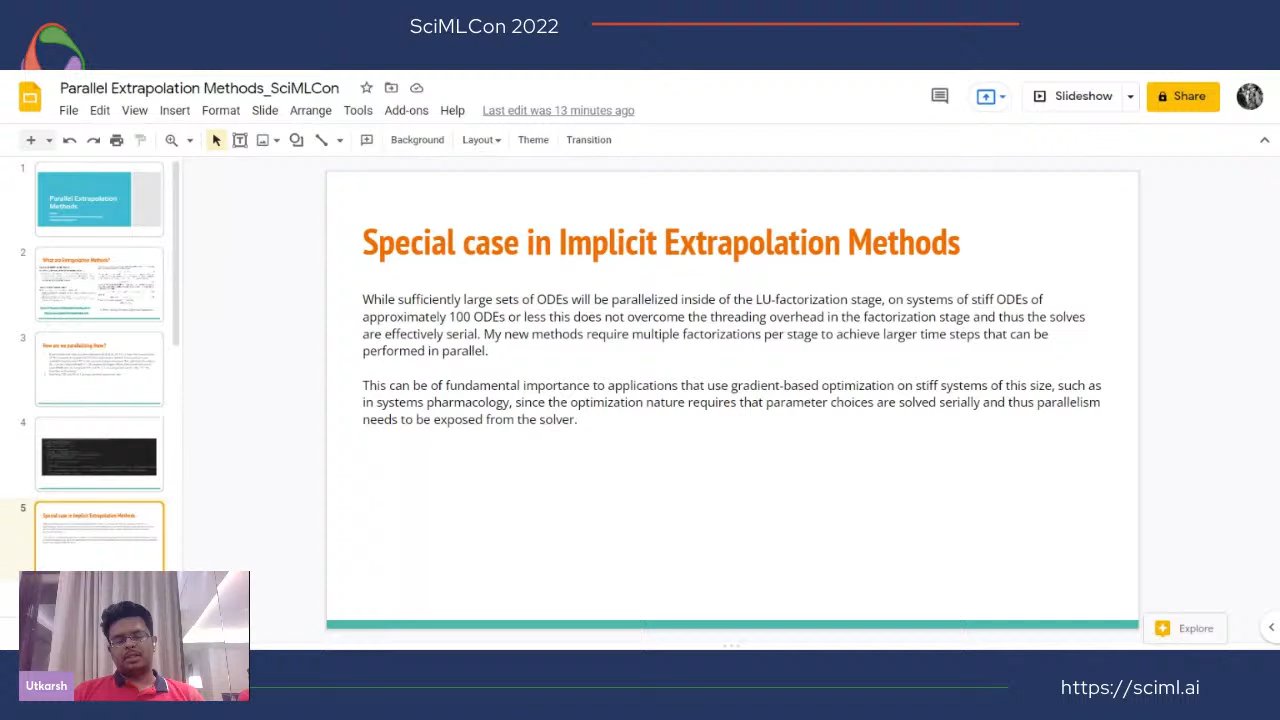 SciMLCon 2022
Parallel Extrapolation Methods_SciMLCon
File Edit View Insert Format Slide Arrange Tools Add-ons Help Last edit was 13 minutes ago
Slideshow
Share
Background Layout Theme Transition
1
Parallel Extrapolation
Methods
2
What are Extrapolation Methods?
3
How are we parallelizing them?
4
5
Special case in Implicit Extrapolation Methods
Special case in Implicit Extrapolation Methods
While sufficiently large sets of ODEs will be parallelized inside of the LU-factorization stage, on systems of stiff ODEs of
approximately 100 ODEs or less this does not overcome the threading overhead in the factorization stage and thus the solves
are effectively serial. My new methods require multiple factorizations per stage to achieve larger time steps that can be
performed in parallel.
This can be of fundamental importance to applications that use gradient-based optimization on stiff systems of this size, such as
in systems pharmacology, since the optimization nature requires that parameter choices are solved serially and thus parallelism
needs to be exposed from the solver.
Explore
Utkarsh
https://sciml.ai